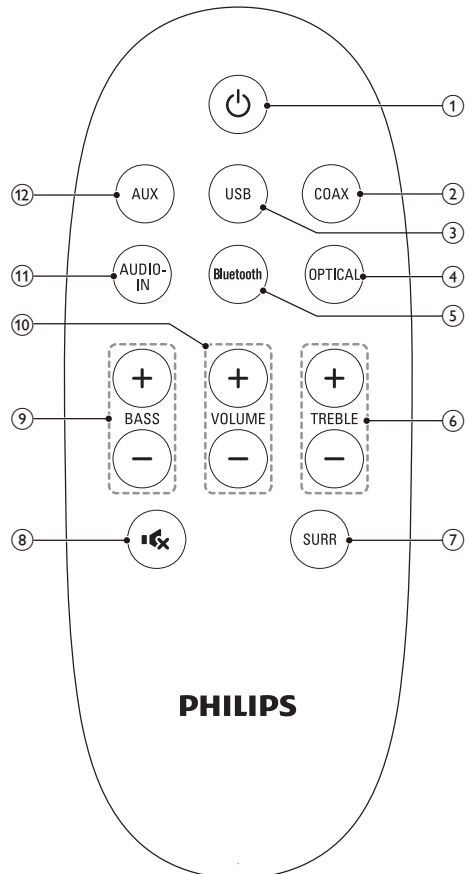 ①
⑫ AUX USB COAX ②
③
⑪ AUDIO-
IN Bluetooth OPTICAL ④
⑤
⑩
+ + +
⑨ BASS VOLUME TREBLE ⑥
− − −
⑧ SURR ⑦
PHILIPS